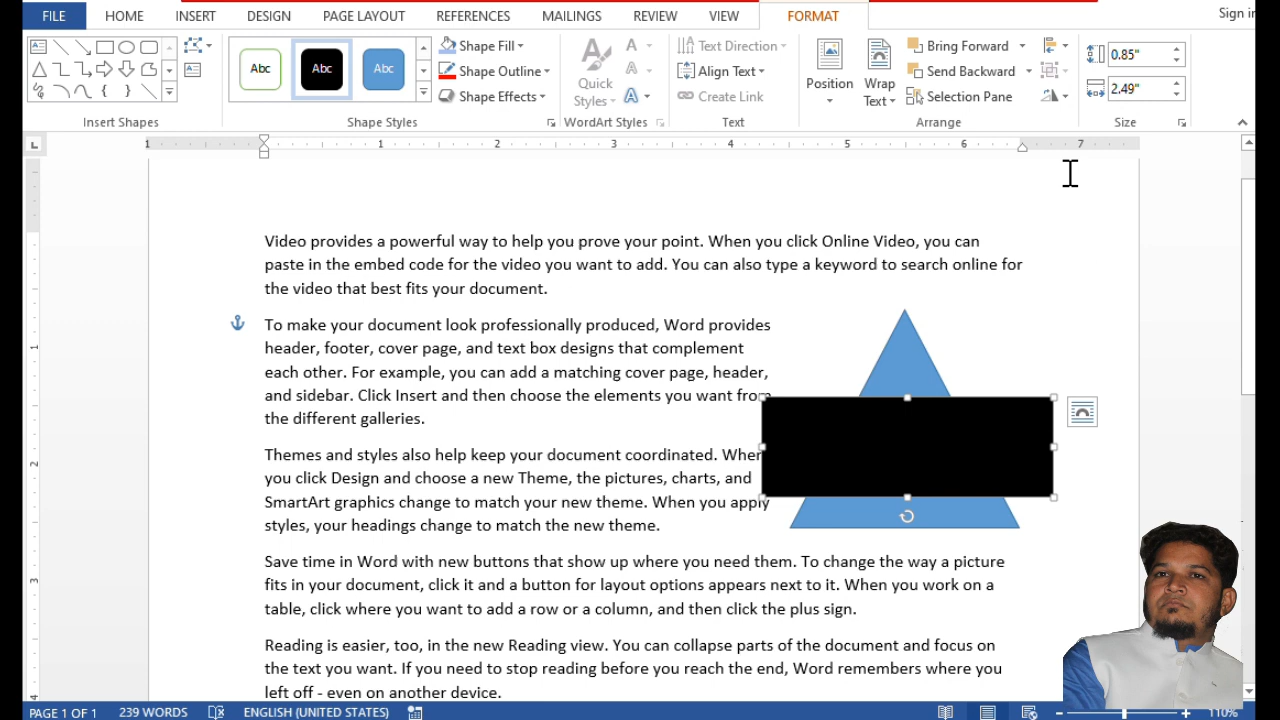 FILE HOME INSERT DESIGN PAGE LAYOUT REFERENCES MAILINGS REVIEW VIEW FORMAT Sign in
Abc Abc Abc
Shape Fill
Shape Outline
Shape Effects
Quick
Styles
Text Direction
Align Text
Create Link
Position
Wrap
Text
Bring Forward
Send Backward
Selection Pane
0.85"
2.49"
Insert Shapes Shape Styles WordArt Styles Text Arrange Size
1 1 2 3 4 5 6 7
Video provides a powerful way to help you prove your point. When you click Online Video, you can
paste in the embed code for the video you want to add. You can also type a keyword to search online for
the video that best fits your document.
To make your document look professionally produced, Word provides
header, footer, cover page, and text box designs that complement
each other. For example, you can add a matching cover page, header,
and sidebar. Click Insert and then choose the elements you want from
the different galleries.
Themes and styles also help keep your document coordinated. When
you click Design and choose a new Theme, the pictures, charts, and
SmartArt graphics change to match your new theme. When you apply
styles, your headings change to match the new theme.
Save time in Word with new buttons that show up where you need them. To change the way a picture
fits in your document, click it and a button for layout options appears next to it. When you work on a
table, click where you want to add a row or a column, and then click the plus sign.
Reading is easier, too, in the new Reading view. You can collapse parts of the document and focus on
the text you want. If you need to stop reading before you reach the end, Word remembers where you
left off - even on another device.
1
2
3
4
PAGE 1 OF 1 239 WORDS ENGLISH (UNITED STATES) 110%